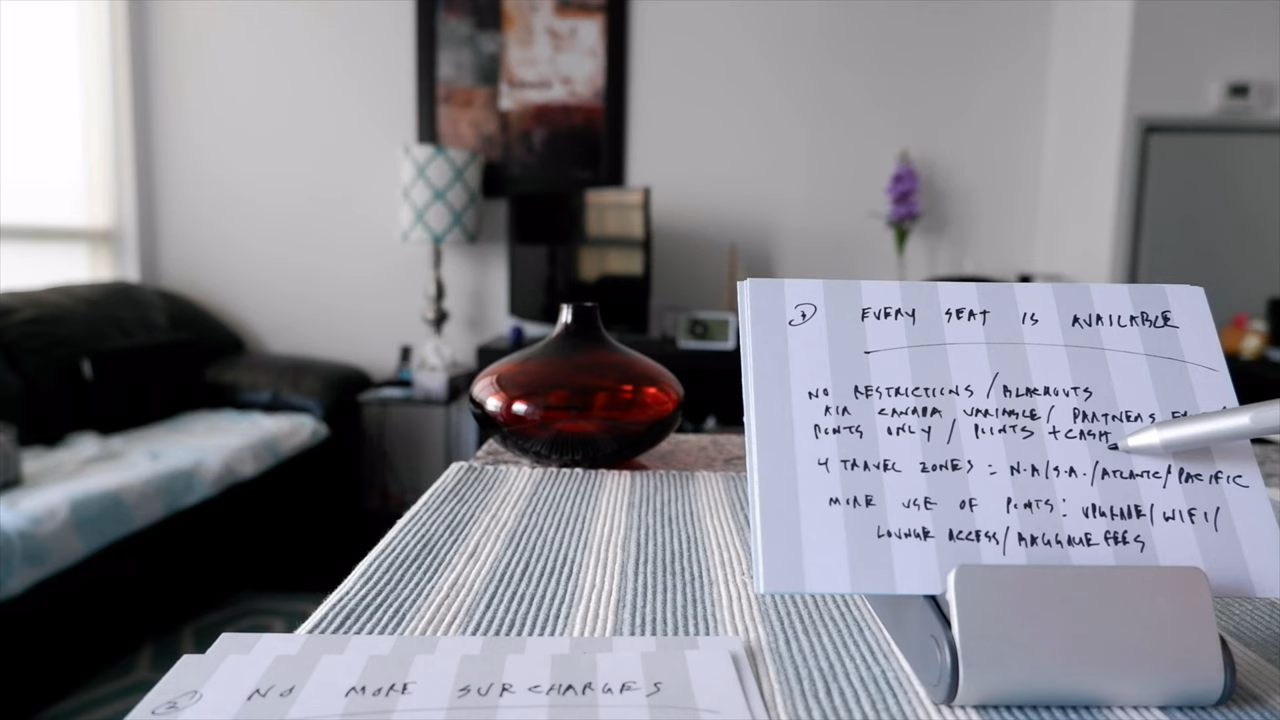 3 EVERY SEAT IS AVAILABLE
NO RESTRICTIONS / BLACKOUTS
AIR CANADA VARIABLE / PARTNERS
POINTS ONLY / POINTS + CASH
4 TRAVEL ZONES = N.A/S.A./ATLANTIC/PACIFIC
MORE USE OF POINTS: UPGRADE/WIFI/
LOUNGE ACCESS/BAGGAGE FEES
2 NO MORE SURCHARGES